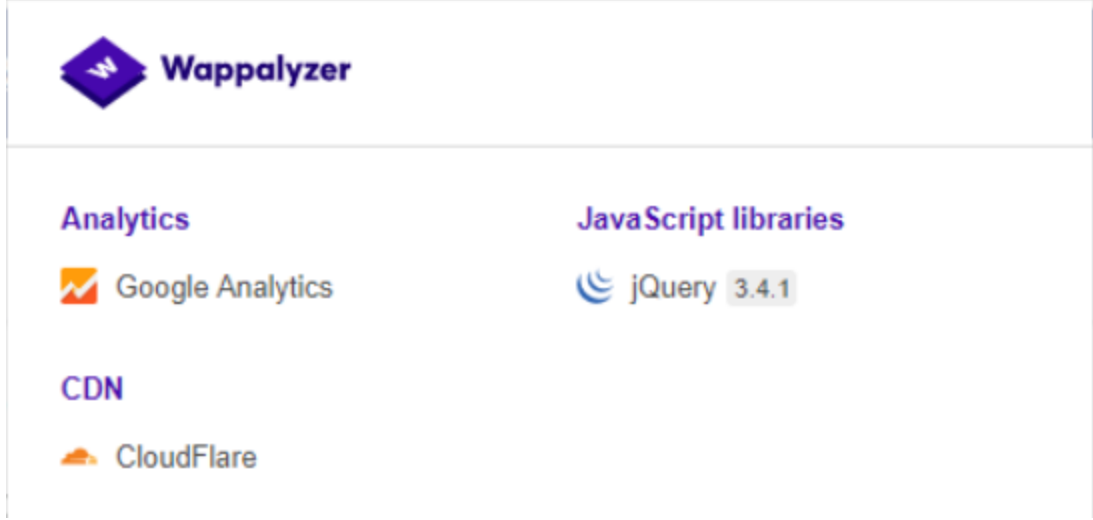 W Wappalyzer
Analytics
Google Analytics
CDN
CloudFlare
JavaScript libraries
jQuery 3.4.1